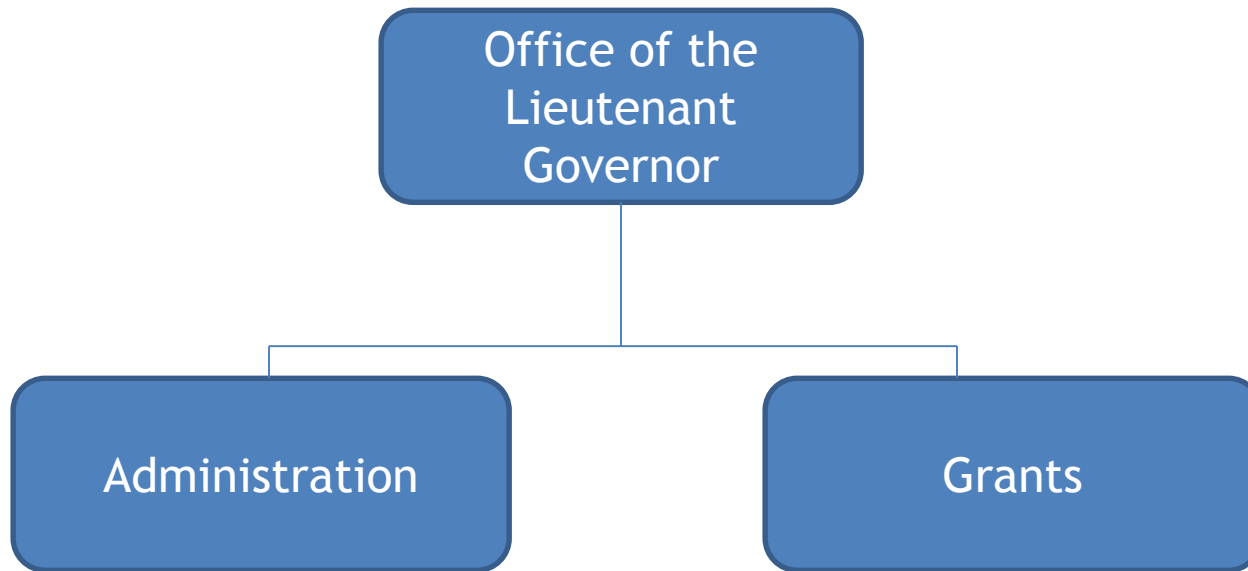 Office of the
Lieutenant
Governor
Administration
Grants